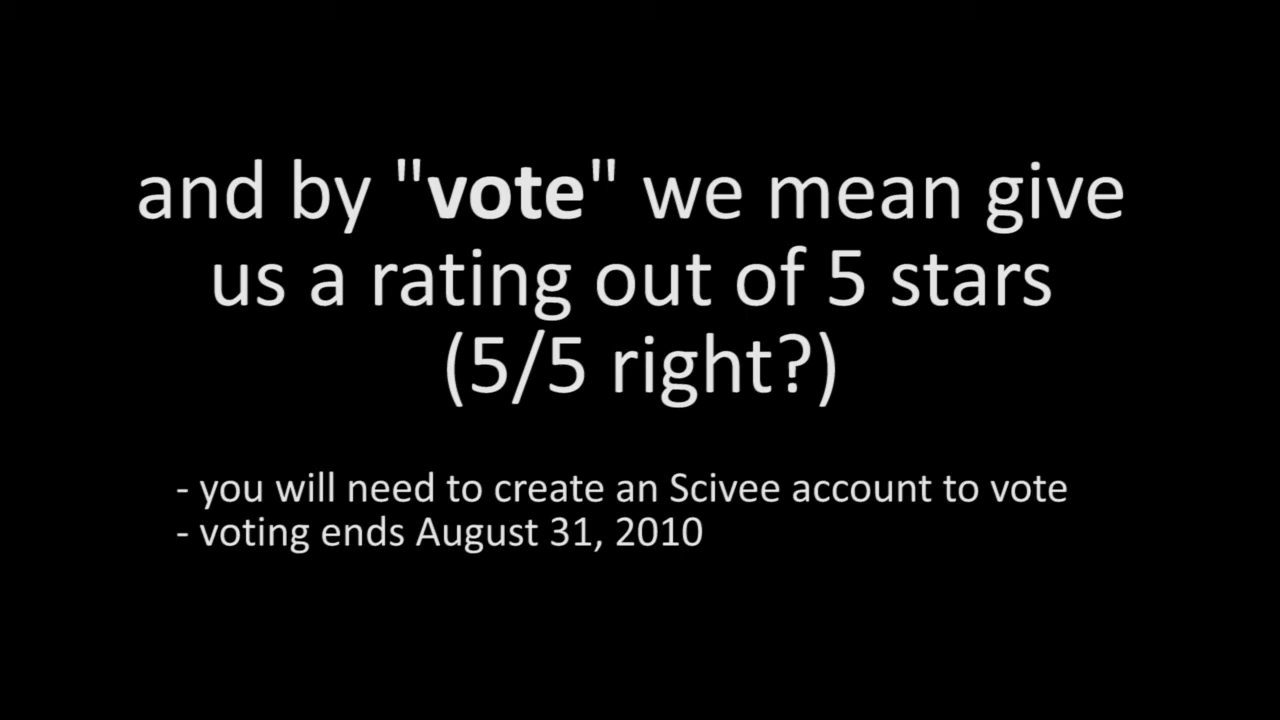 and by "vote" we mean give
us a rating out of 5 stars
(5/5 right?)
- you will need to create an Scivee account to vote
- voting ends August 31, 2010